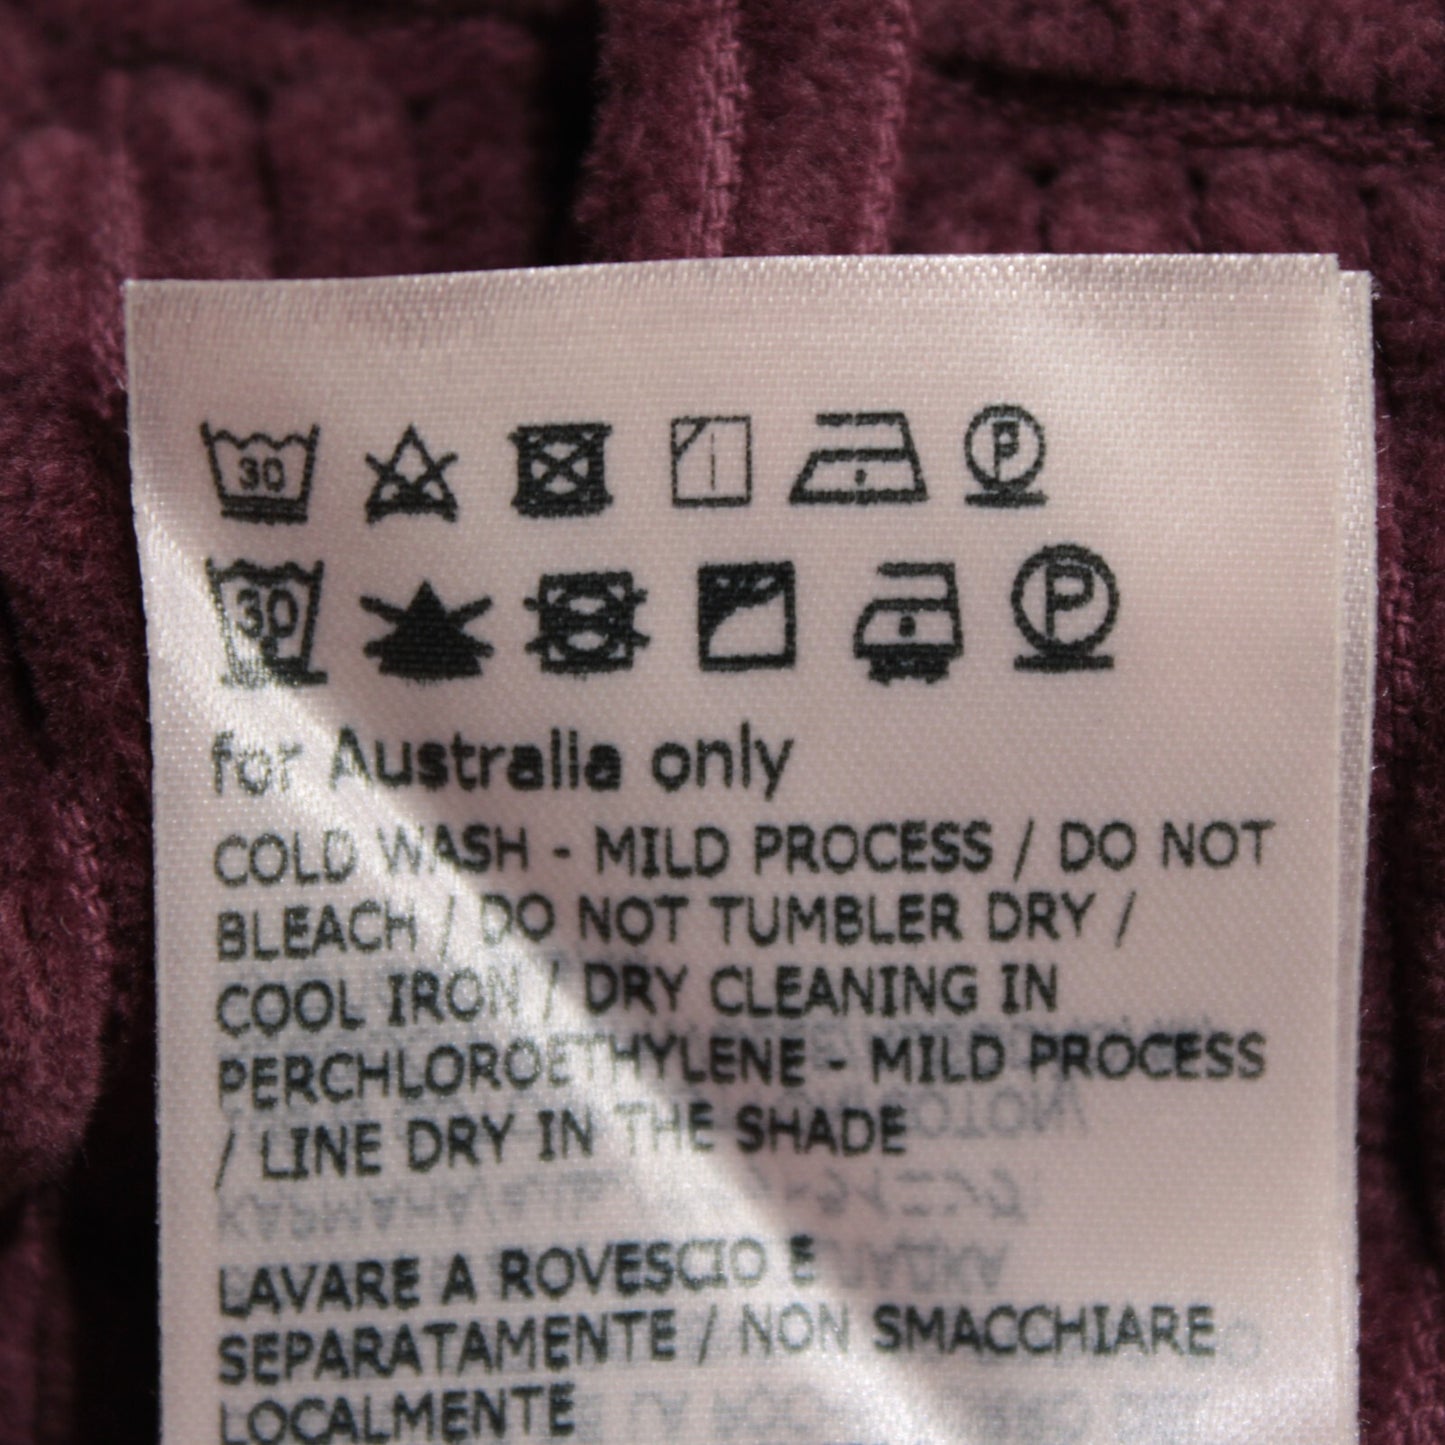 30 P
30 P
for Australia only
COLD WASH - MILD PROCESS / DO NOT
BLEACH / DO NOT TUMBLER DRY /
COOL IRON / DRY CLEANING IN
PERCHLOROETHYLENE - MILD PROCESS
/ LINE DRY IN THE SHADE
LAVARE A ROVESCIO E
SEPARATAMENTE / NON SMACCHIARE
LOCALMENTE